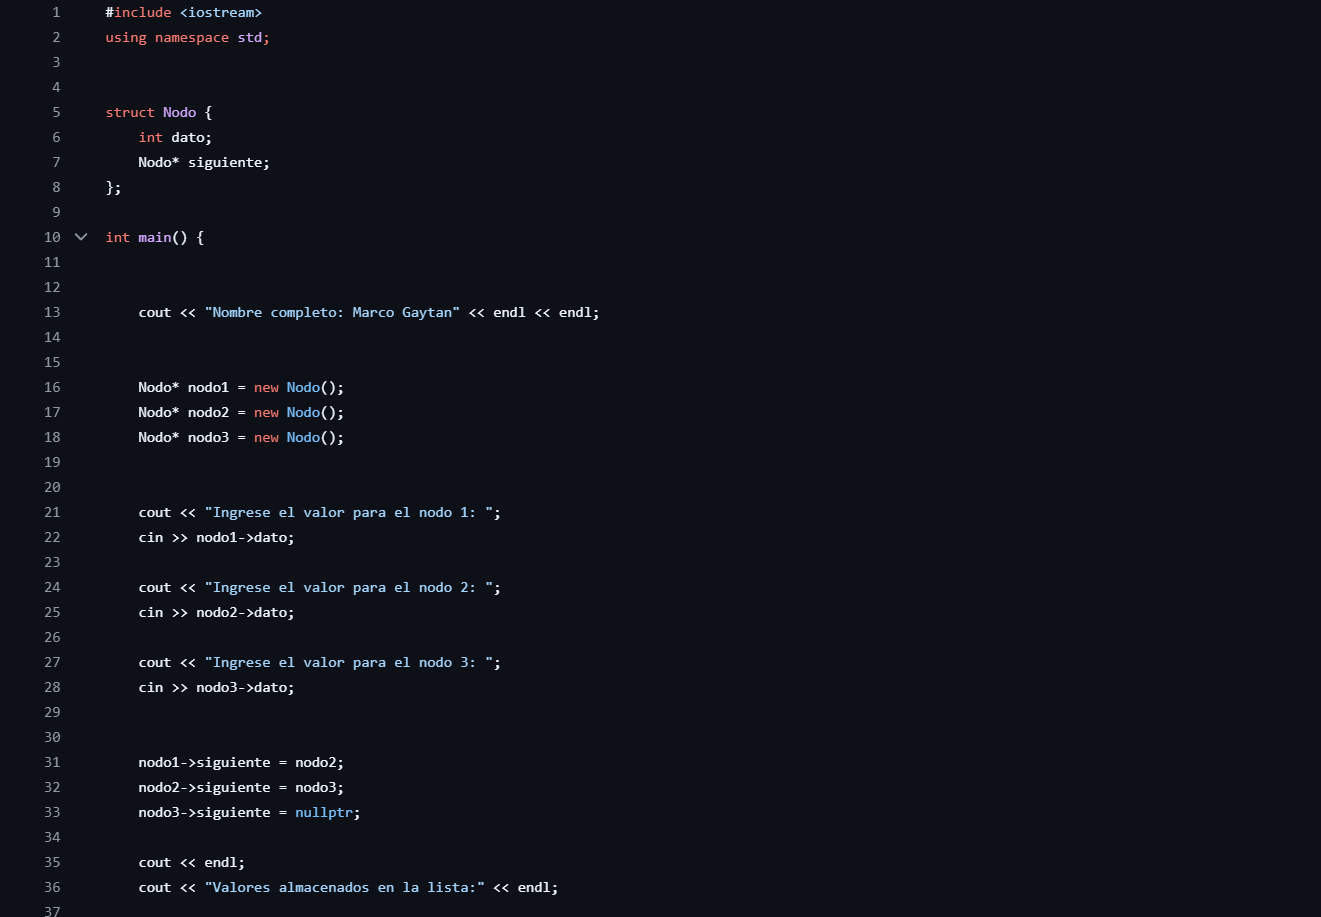 1 #include <iostream>
2 using namespace std;
3
4
5 struct Nodo {
6     int dato;
7     Nodo* siguiente;
8 };
9
10 int main() {
11
12
13     cout << "Nombre completo: Marco Gaytan" << endl << endl;
14
15
16     Nodo* nodo1 = new Nodo();
17     Nodo* nodo2 = new Nodo();
18     Nodo* nodo3 = new Nodo();
19
20
21     cout << "Ingrese el valor para el nodo 1: ";
22     cin >> nodo1->dato;
23
24     cout << "Ingrese el valor para el nodo 2: ";
25     cin >> nodo2->dato;
26
27     cout << "Ingrese el valor para el nodo 3: ";
28     cin >> nodo3->dato;
29
30
31     nodo1->siguiente = nodo2;
32     nodo2->siguiente = nodo3;
33     nodo3->siguiente = nullptr;
34
35     cout << endl;
36     cout << "Valores almacenados en la lista:" << endl;
37